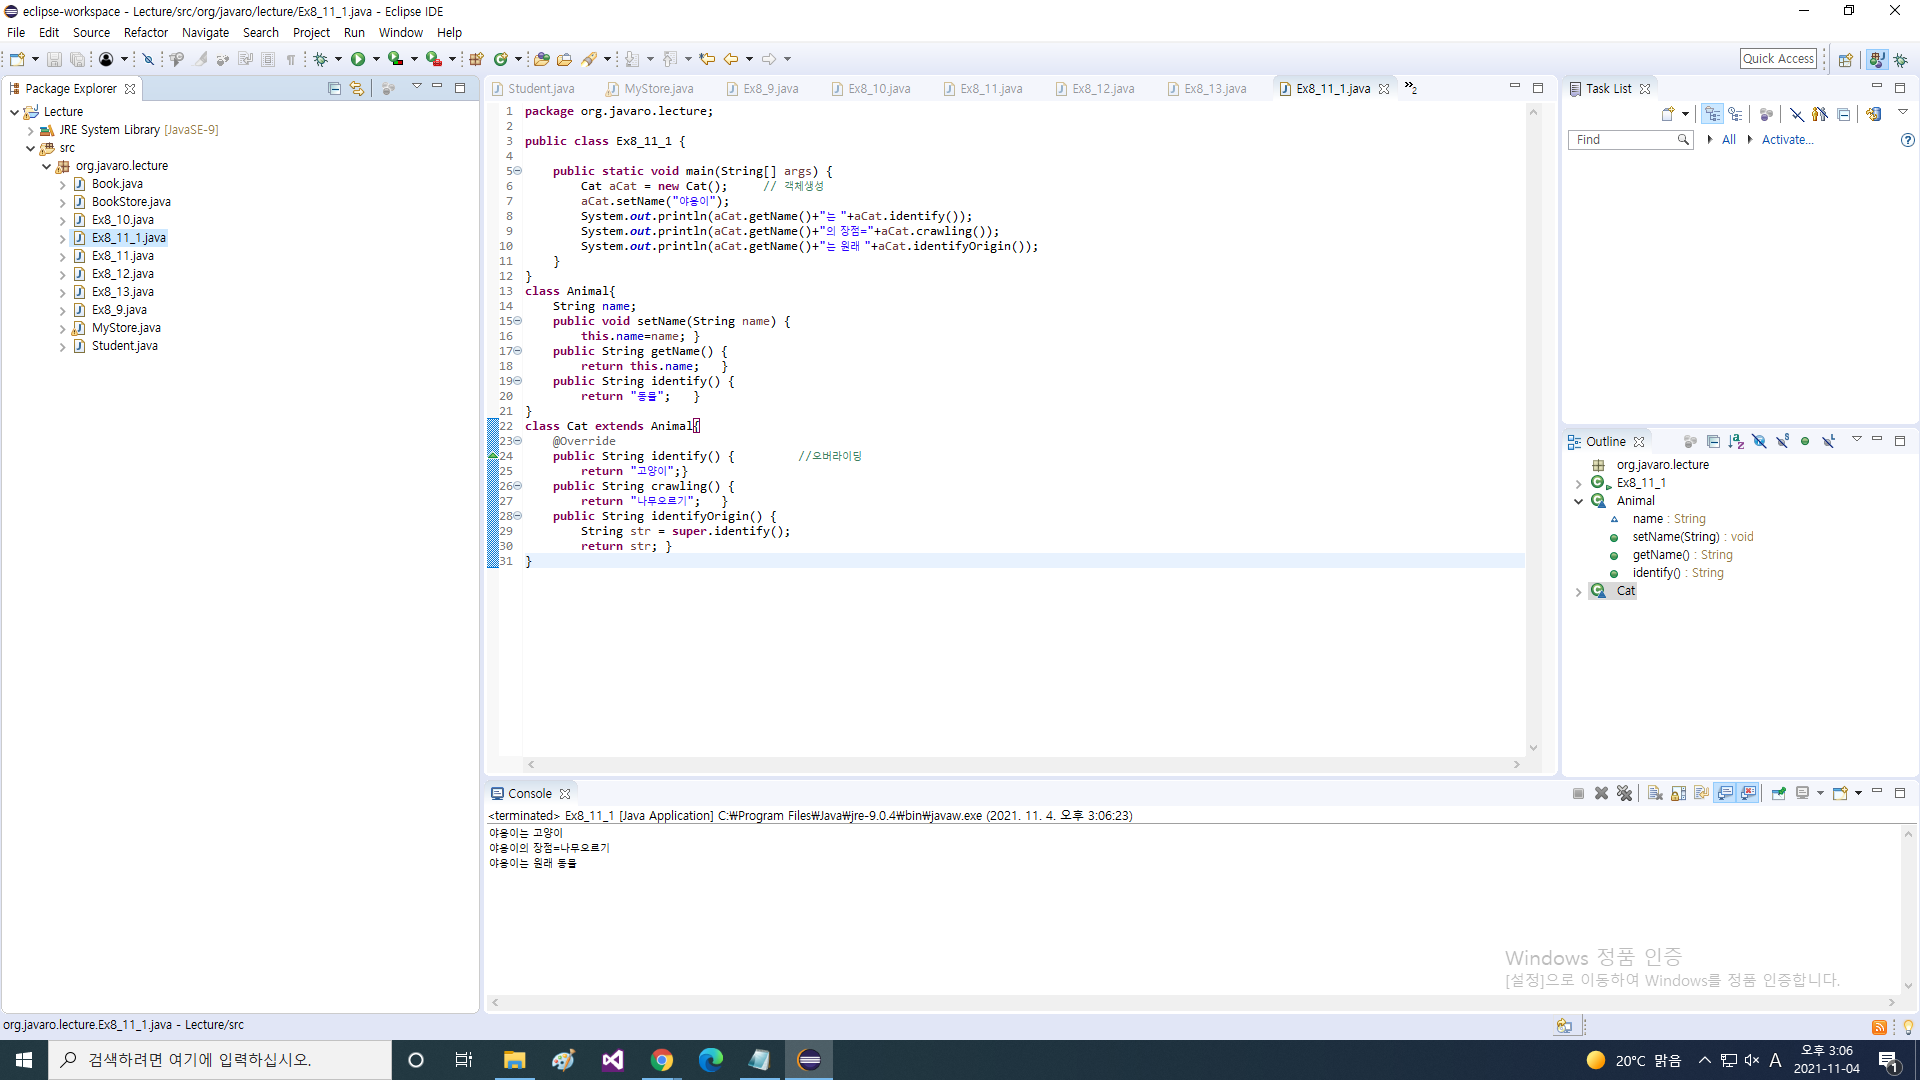 eclipse-workspace - Lecture/src/org/javaro/lecture/Ex8_11_1.java - Eclipse IDE
File Edit Source Refactor Navigate Search Project Run Window Help
Quick Access
Package Explorer
Lecture
JRE System Library [JavaSE-9]
src
org.javaro.lecture
Book.java
BookStore.java
Ex8_10.java
Ex8_11_1.java
Ex8_11.java
Ex8_12.java
Ex8_13.java
Ex8_9.java
MyStore.java
Student.java
Student.java MyStore.java Ex8_9.java Ex8_10.java Ex8_11.java Ex8_12.java Ex8_13.java Ex8_11_1.java »2
1 package org.javaro.lecture;
2
3 public class Ex8_11_1 {
4
5 public static void main(String[] args) {
6 Cat aCat = new Cat(); // 객체생성
7 aCat.setName("야옹이");
8 System.out.println(aCat.getName()+"는 "+aCat.identify());
9 System.out.println(aCat.getName()+"의 장점="+aCat.crawling());
10 System.out.println(aCat.getName()+"는 원래 "+aCat.identifyOrigin());
11 }
12 }
13 class Animal{
14 String name;
15 public void setName(String name) {
16 this.name=name; }
17 public String getName() {
18 return this.name; }
19 public String identify() {
20 return "동물"; }
21 }
22 class Cat extends Animal{
23 @Override
24 public String identify() { //오버라이딩
25 return "고양이";}
26 public String crawling() {
27 return "나무오르기"; }
28 public String identifyOrigin() {
29 String str = super.identify();
30 return str; }
31 }
Task List
Find All Activate...
Outline
org.javaro.lecture
Ex8_11_1
Animal
name : String
setName(String) : void
getName() : String
identify() : String
Cat
Console
<terminated> Ex8_11_1 [Java Application] C:₩Program Files₩Java₩jre-9.0.4₩bin₩javaw.exe (2021. 11. 4. 오후 3:06:23)
야옹이는 고양이
야옹이의 장점=나무오르기
야옹이는 원래 동물
Windows 정품 인증
[설정]으로 이동하여 Windows를 정품 인증합니다.
org.javaro.lecture.Ex8_11_1.java - Lecture/src
검색하려면 여기에 입력하십시오.
20°C 맑음 A 오후 3:06
2021-11-04
1